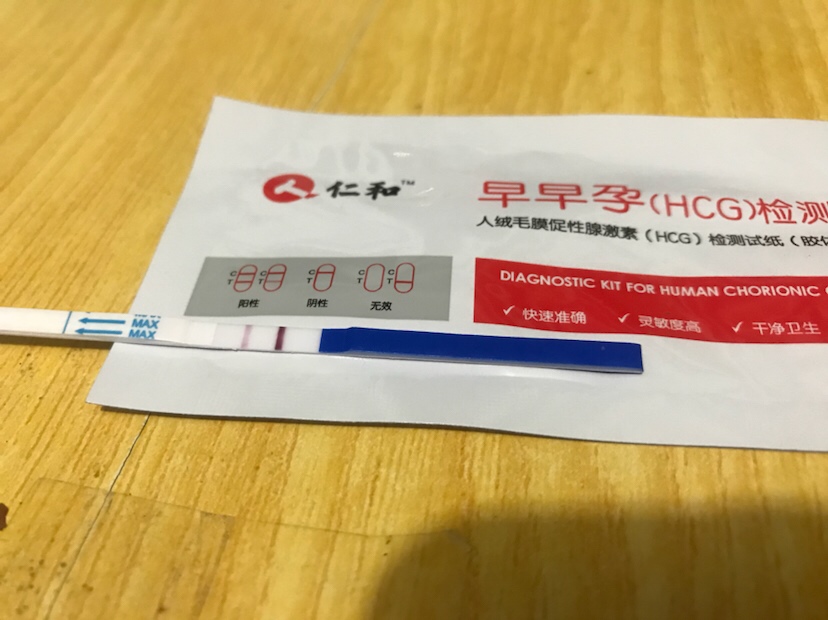 仁和™
早早孕(HCG)检测
人绒毛膜促性腺激素(HCG)检测试纸(胶体
C
T
C
T
C
T
C
T
阳性
阴性
无效
DIAGNOSTIC KIT FOR HUMAN CHORIONIC
✓ 快速准确 ✓ 灵敏度高 ✓ 干净卫生
MAX
MAX